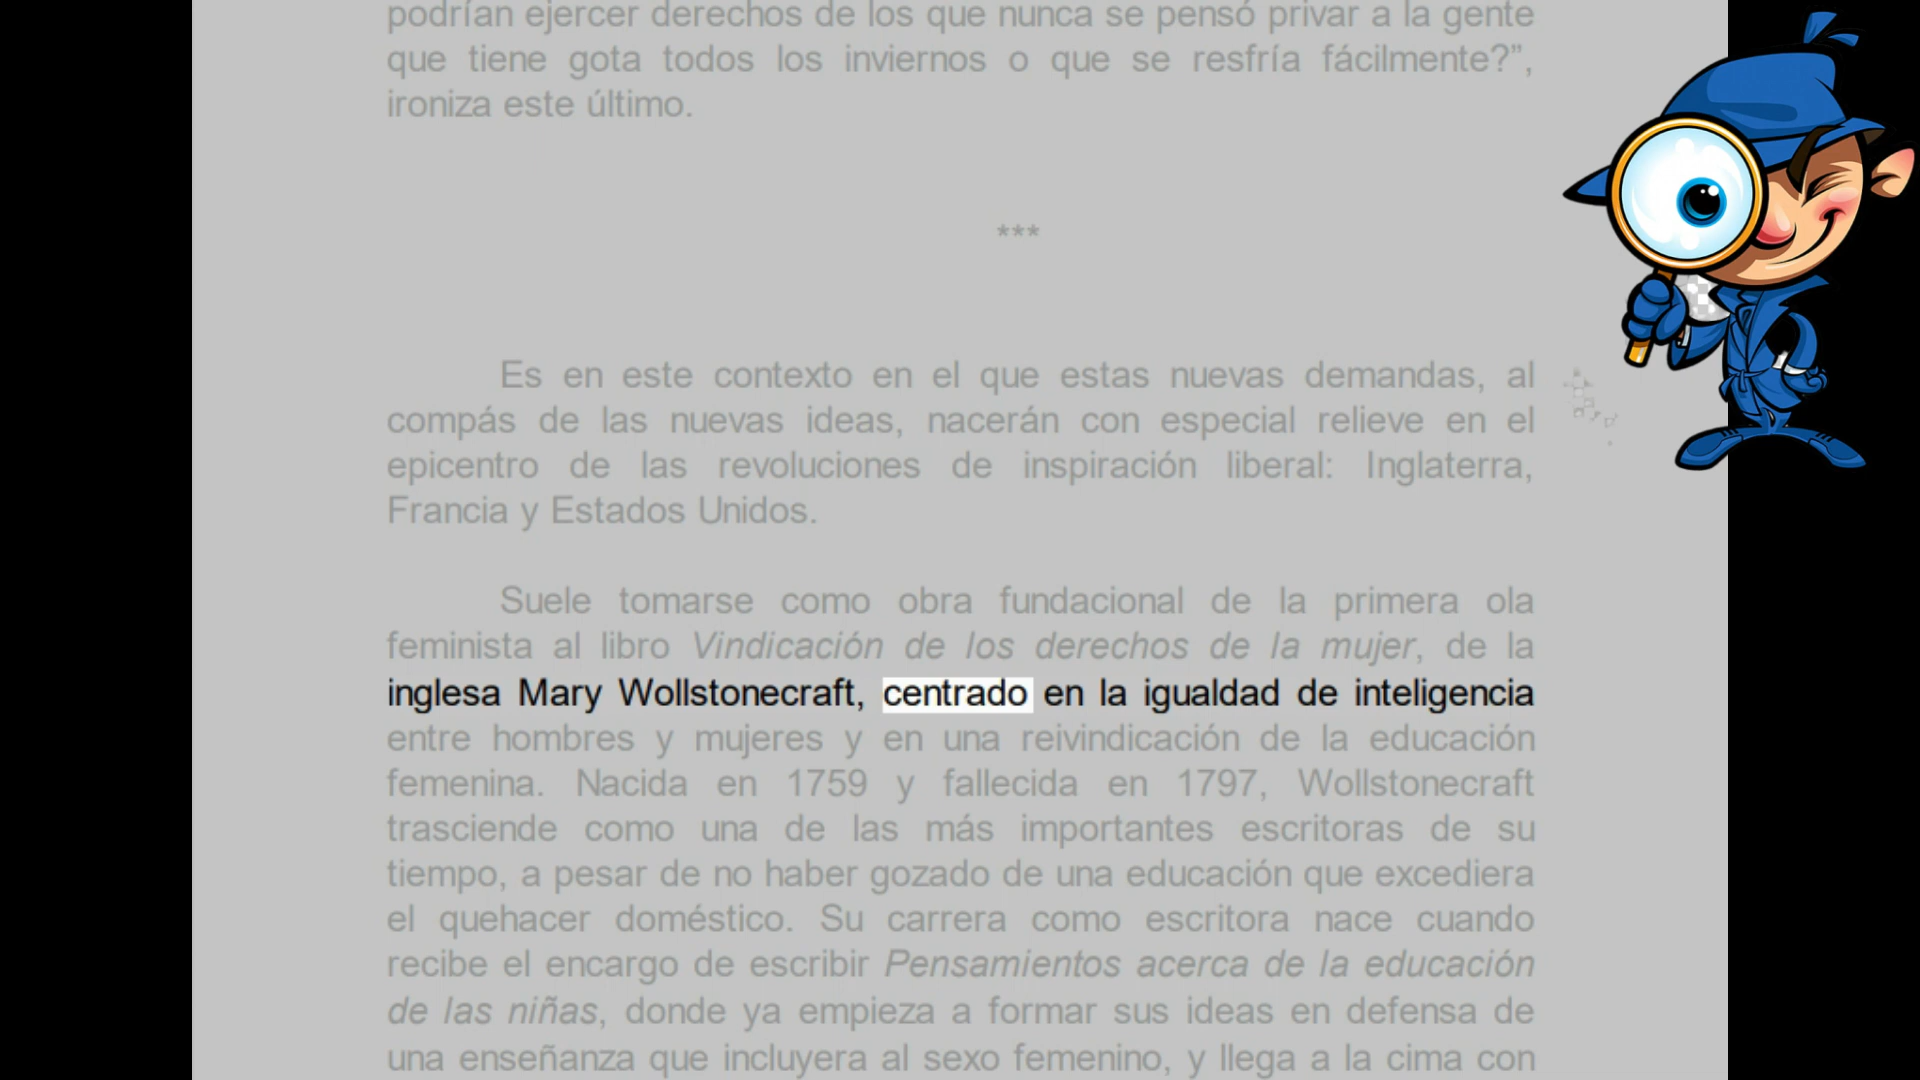 podrían ejercer derechos de los que nunca se pensó privar a la gente
que tiene gota todos los inviernos o que se resfría fácilmente?”,
ironiza este último.
***
Es en este contexto en el que estas nuevas demandas, al
compás de las nuevas ideas, nacerán con especial relieve en el
epicentro de las revoluciones de inspiración liberal: Inglaterra,
Francia y Estados Unidos.
Suele tomarse como obra fundacional de la primera ola
feminista al libro Vindicación de los derechos de la mujer, de la
inglesa Mary Wollstonecraft, centrado en la igualdad de inteligencia
entre hombres y mujeres y en una reivindicación de la educación
femenina. Nacida en 1759 y fallecida en 1797, Wollstonecraft
trasciende como una de las más importantes escritoras de su
tiempo, a pesar de no haber gozado de una educación que excediera
el quehacer doméstico. Su carrera como escritora nace cuando
recibe el encargo de escribir Pensamientos acerca de la educación
de las niñas, donde ya empieza a formar sus ideas en defensa de
una enseñanza que incluyera al sexo femenino, y llega a la cima con